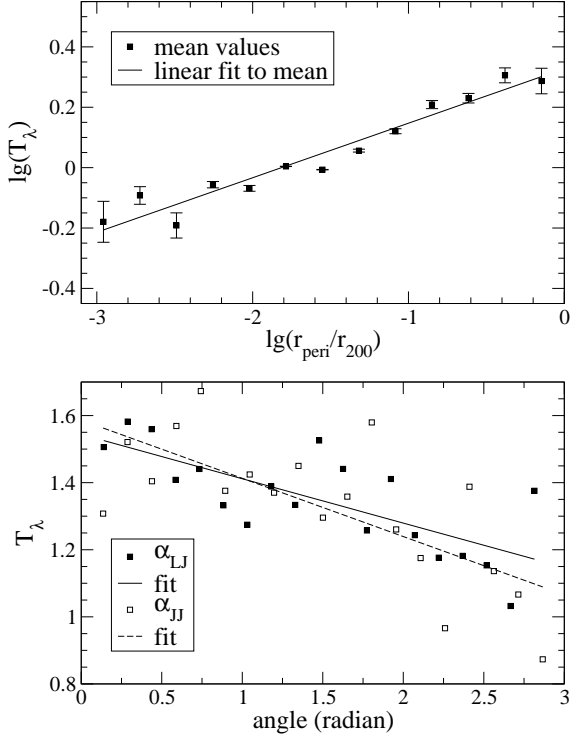 mean values
linear fit to mean
lg(T_λ)
0.4
0.2
0
-0.2
-0.4
-3
-2
-1
0
lg(r_peri/r_200)
T_λ
1.6
1.4
1.2
1
0.8
α_LJ
fit
α_JJ
fit
0
0.5
1
1.5
2
2.5
3
angle (radian)